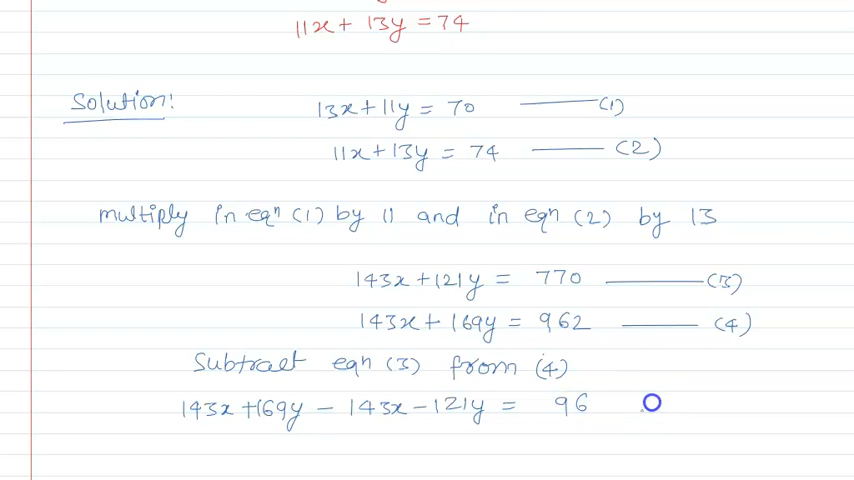 11x + 13y = 74
Solution:
13x + 11y = 70 ——— (1)
11x + 13y = 74 ——— (2)
multiply in eqⁿ (1) by 11 and in eqⁿ (2) by 13
143x + 121y = 770 ——— (3)
143x + 169y = 962 ——— (4)
Subtract eqn (3) from (4)
143x + 169y - 143x - 121y = 96